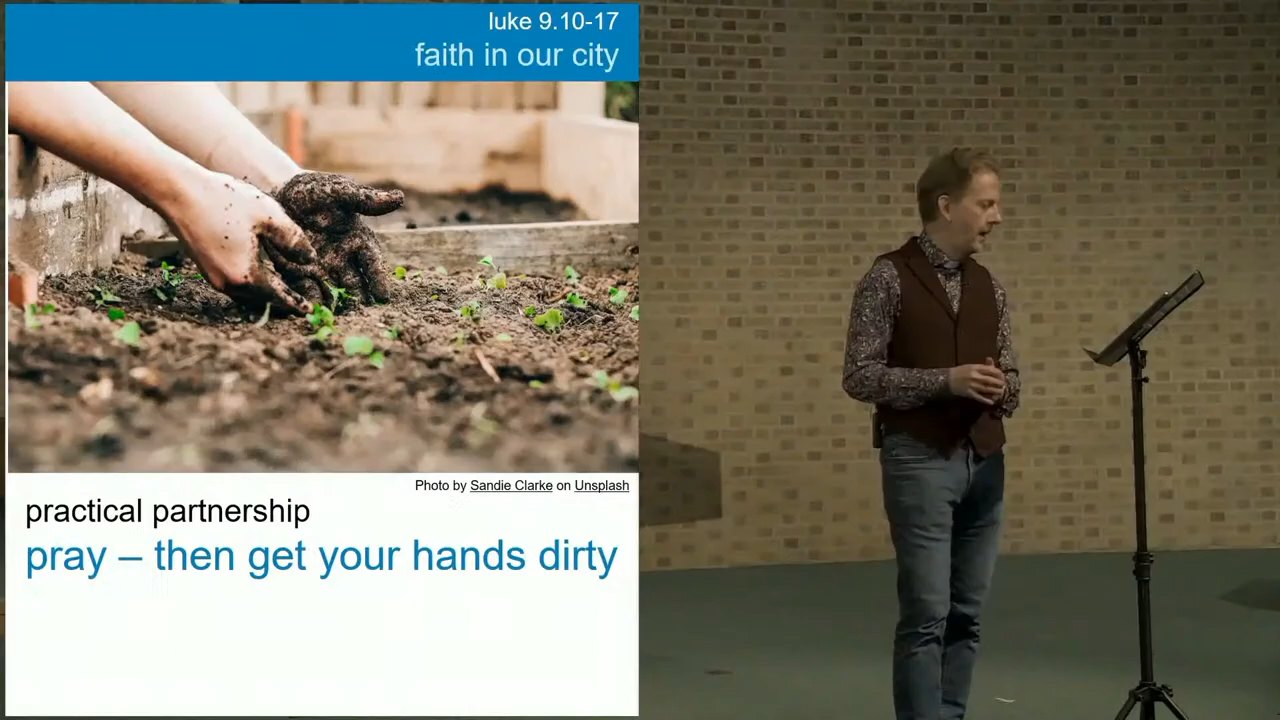 luke 9.10-17
faith in our city
Photo by Sandie Clarke on Unsplash
practical partnership
pray – then get your hands dirty